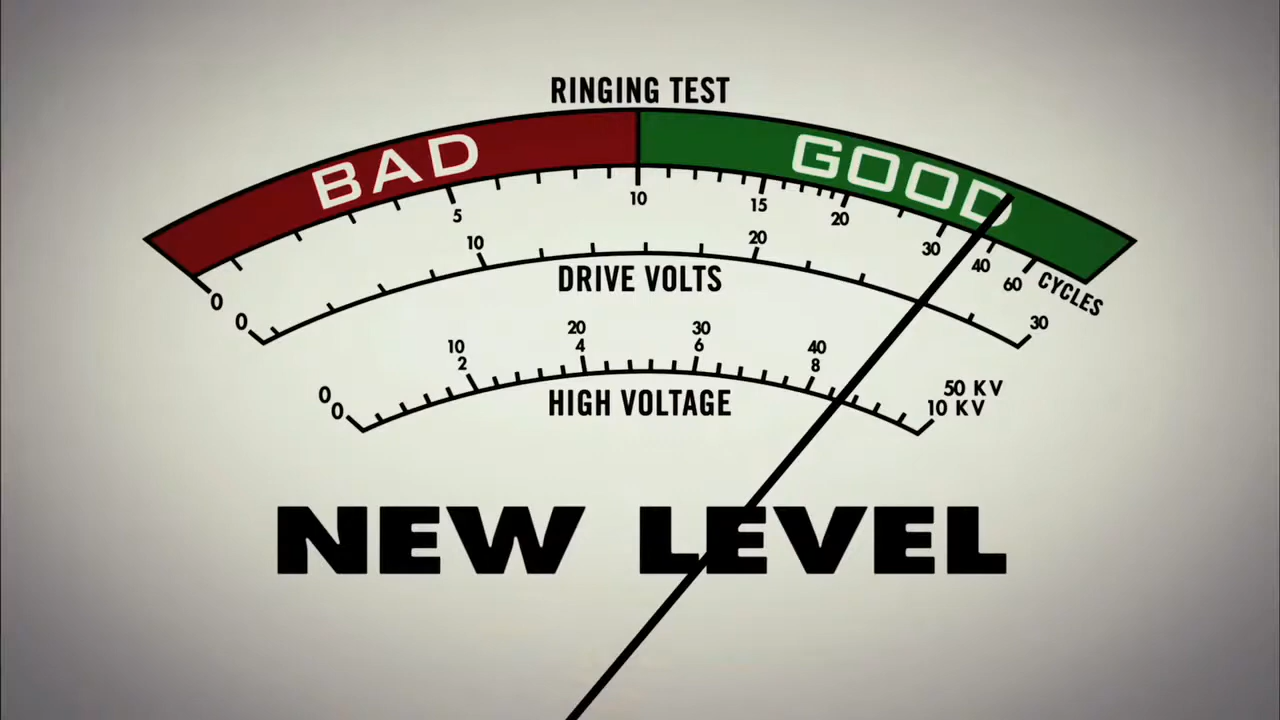 RINGING TEST
BAD GOOD
0 5 10 15 20 30 40 60 CYCLES
0 10 20 30
DRIVE VOLTS
0 10 20 30 40 50 KV
0 2 4 6 8 10 KV
HIGH VOLTAGE
NEW LEVEL